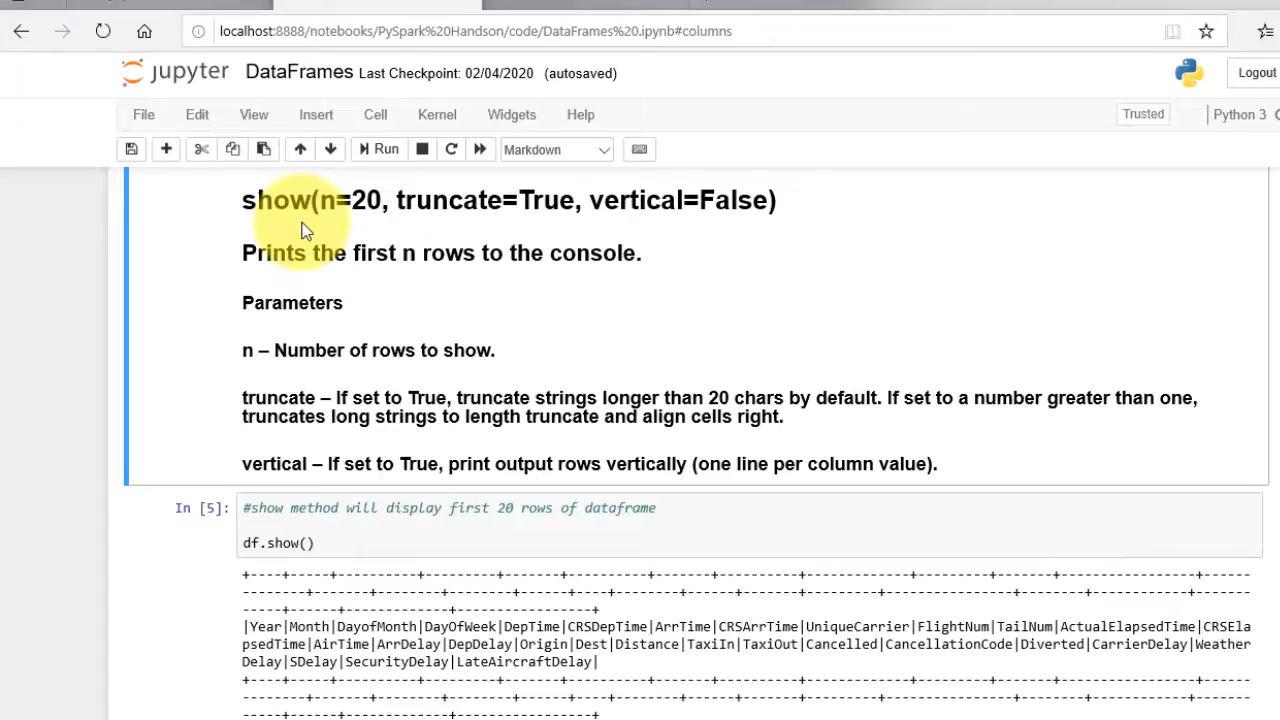 localhost:8888/notebooks/PySpark%20Handson/code/DataFrames%20.ipynb#columns
jupyter DataFrames Last Checkpoint: 02/04/2020 (autosaved) Logout
File Edit View Insert Cell Kernel Widgets Help Trusted Python 3
Run Markdown
show(n=20, truncate=True, vertical=False)
Prints the first n rows to the console.
Parameters
n – Number of rows to show.
truncate – If set to True, truncate strings longer than 20 chars by default. If set to a number greater than one,
truncates long strings to length truncate and align cells right.
vertical – If set to True, print output rows vertically (one line per column value).
In [5]: #show method will display first 20 rows of dataframe
df.show()
+----+-----+----------+---------+-------+----------+-------+----------+-------------+---------+-------+-----------------+------
--------+-------+--------+--------+------+----+--------+------+-------+---------+----------------+--------+------------+-------
-----+------+-------------+-----------------+
|Year|Month|DayofMonth|DayOfWeek|DepTime|CRSDepTime|ArrTime|CRSArrTime|UniqueCarrier|FlightNum|TailNum|ActualElapsedTime|CRSEla
psedTime|AirTime|ArrDelay|DepDelay|Origin|Dest|Distance|TaxiIn|TaxiOut|Cancelled|CancellationCode|Diverted|CarrierDelay|Weather
Delay|SDelay|SecurityDelay|LateAircraftDelay|
+----+-----+----------+---------+-------+----------+-------+----------+-------------+---------+-------+-----------------+------
--------+-------+--------+--------+------+----+--------+------+-------+---------+----------------+--------+------------+-------
-----+------+-------------+-----------------+